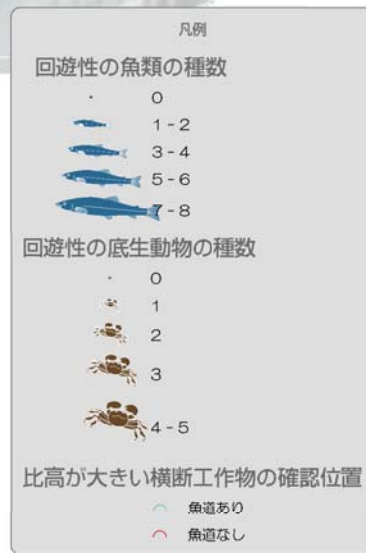 凡例
回遊性の魚類の種数
0
1-2
3-4
5-6
7-8
回遊性の底生動物の種数
0
1
2
3
4-5
比高が大きい横断工作物の確認位置
魚道あり
魚道なし